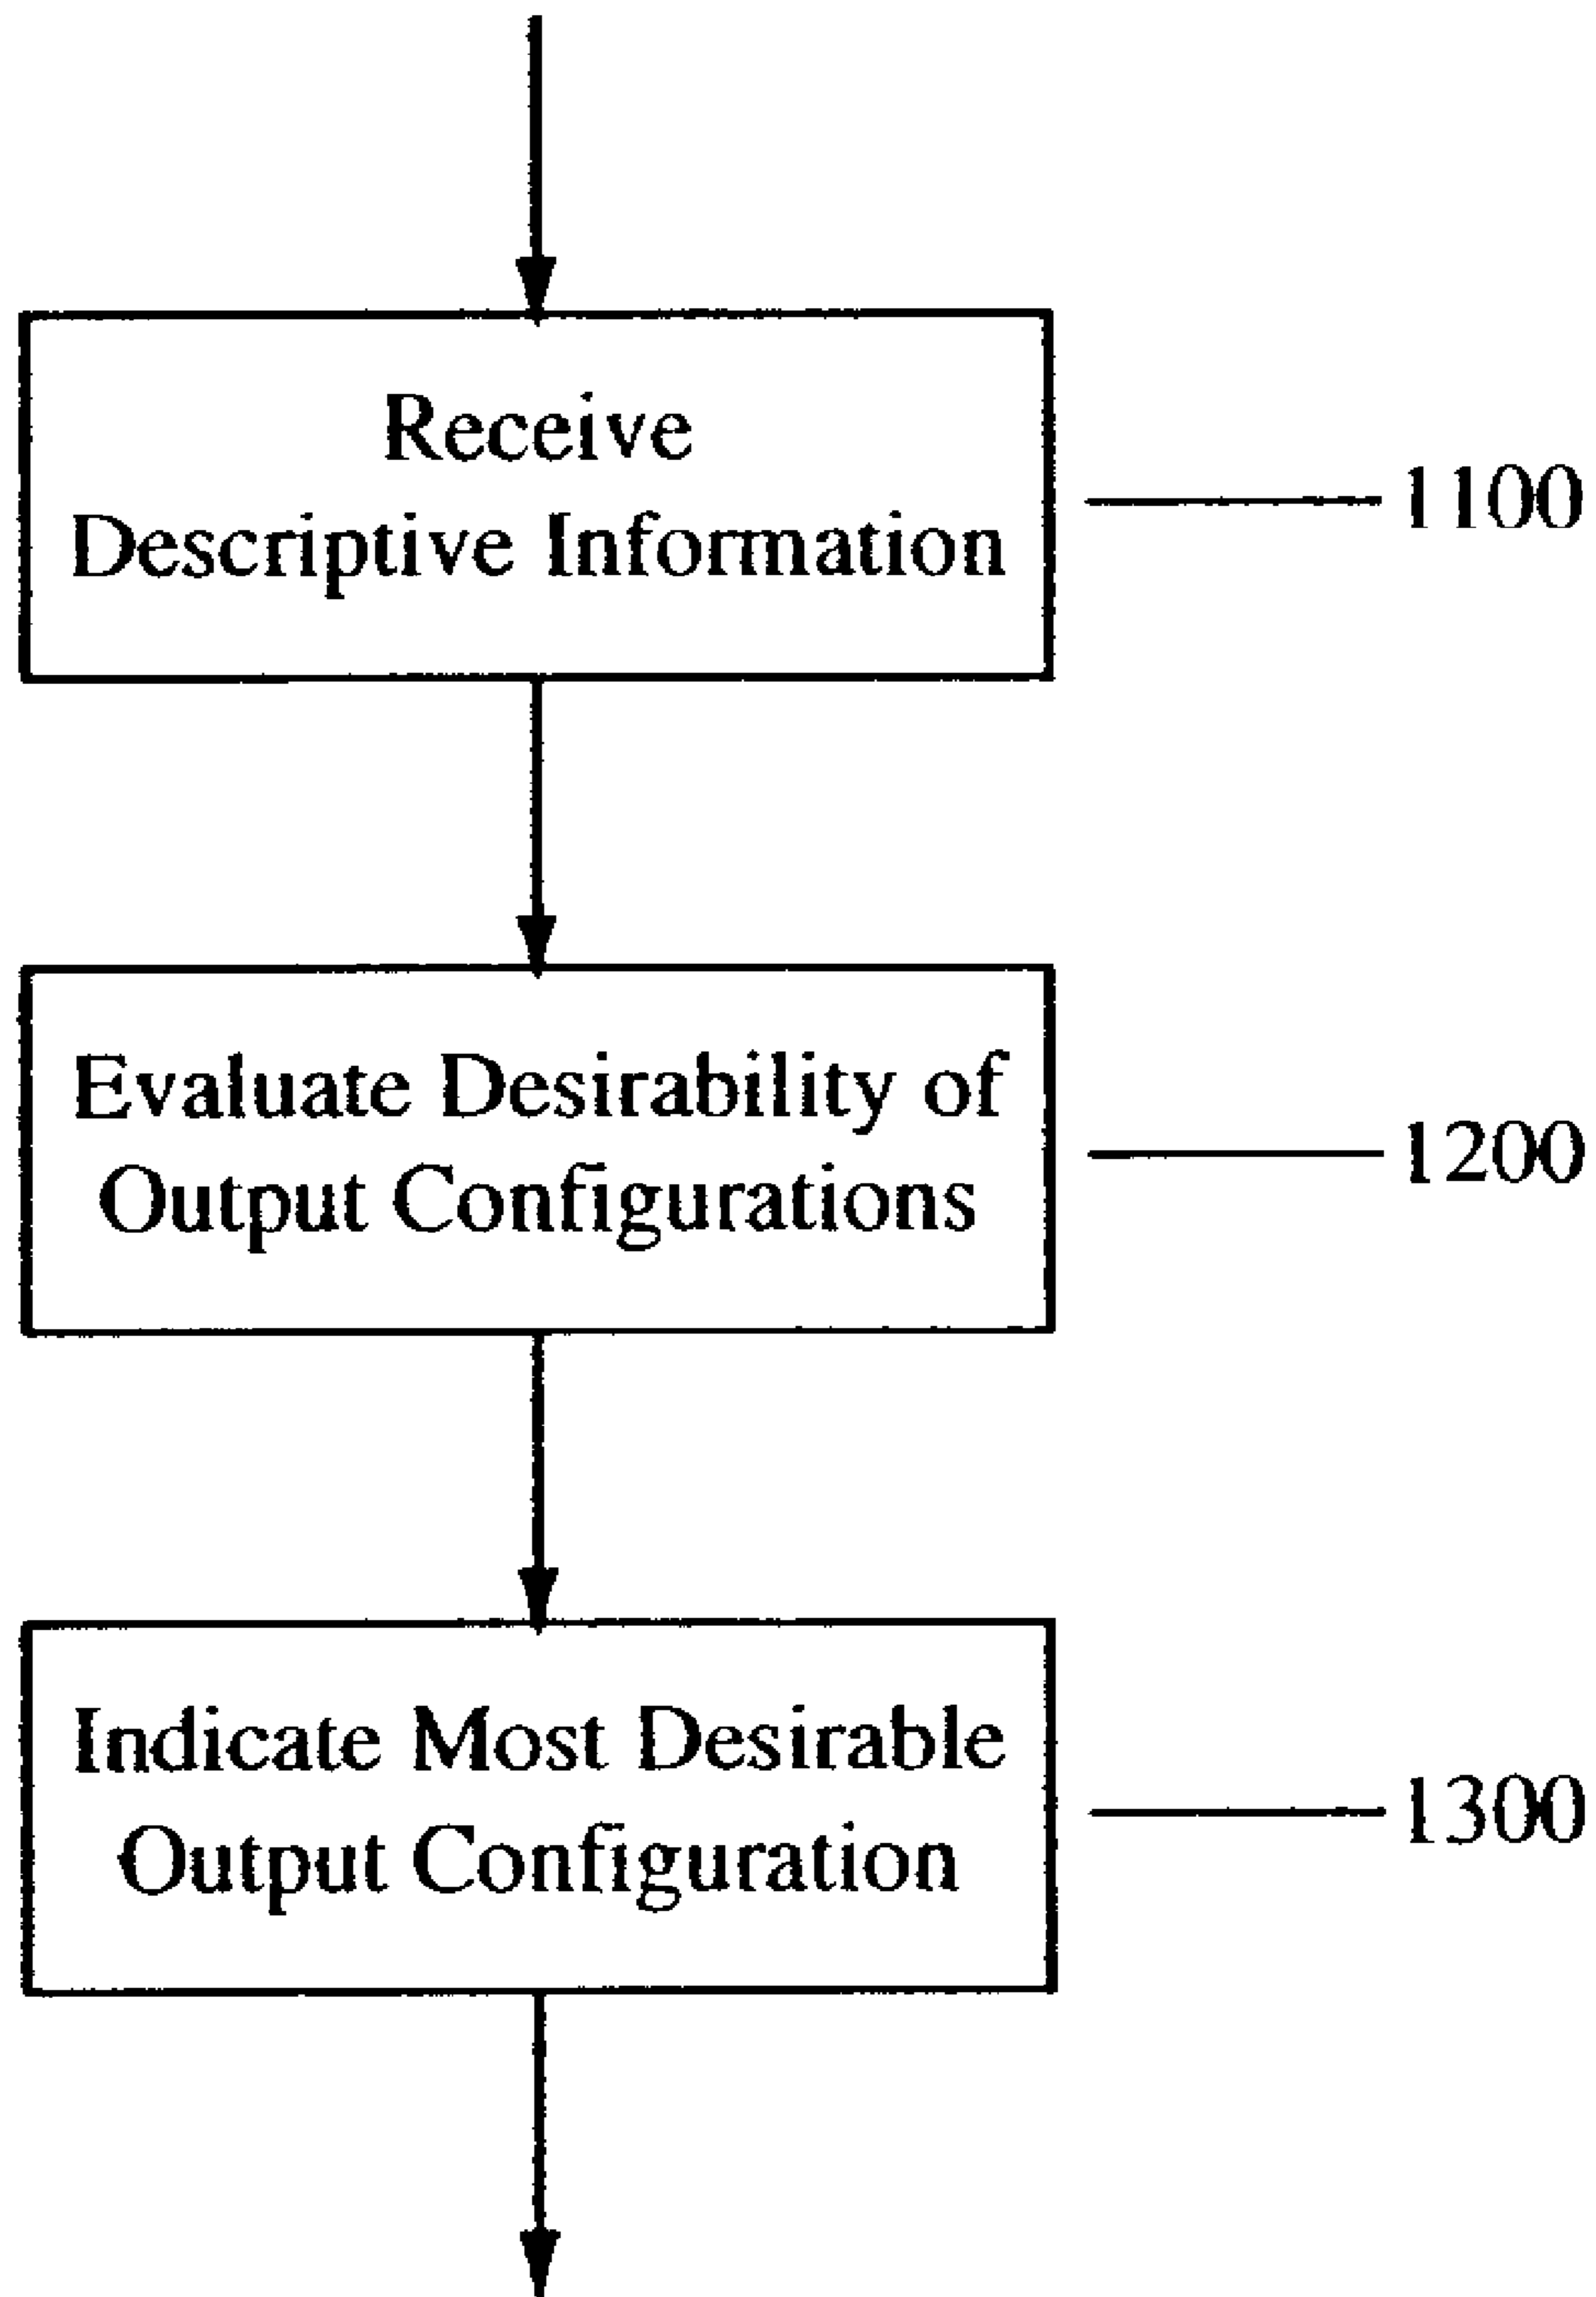 Receive
Descriptive Information
1100
Evaluate Desirability of
Output Configurations
1200
Indicate Most Desirable
Output Configuration
1300